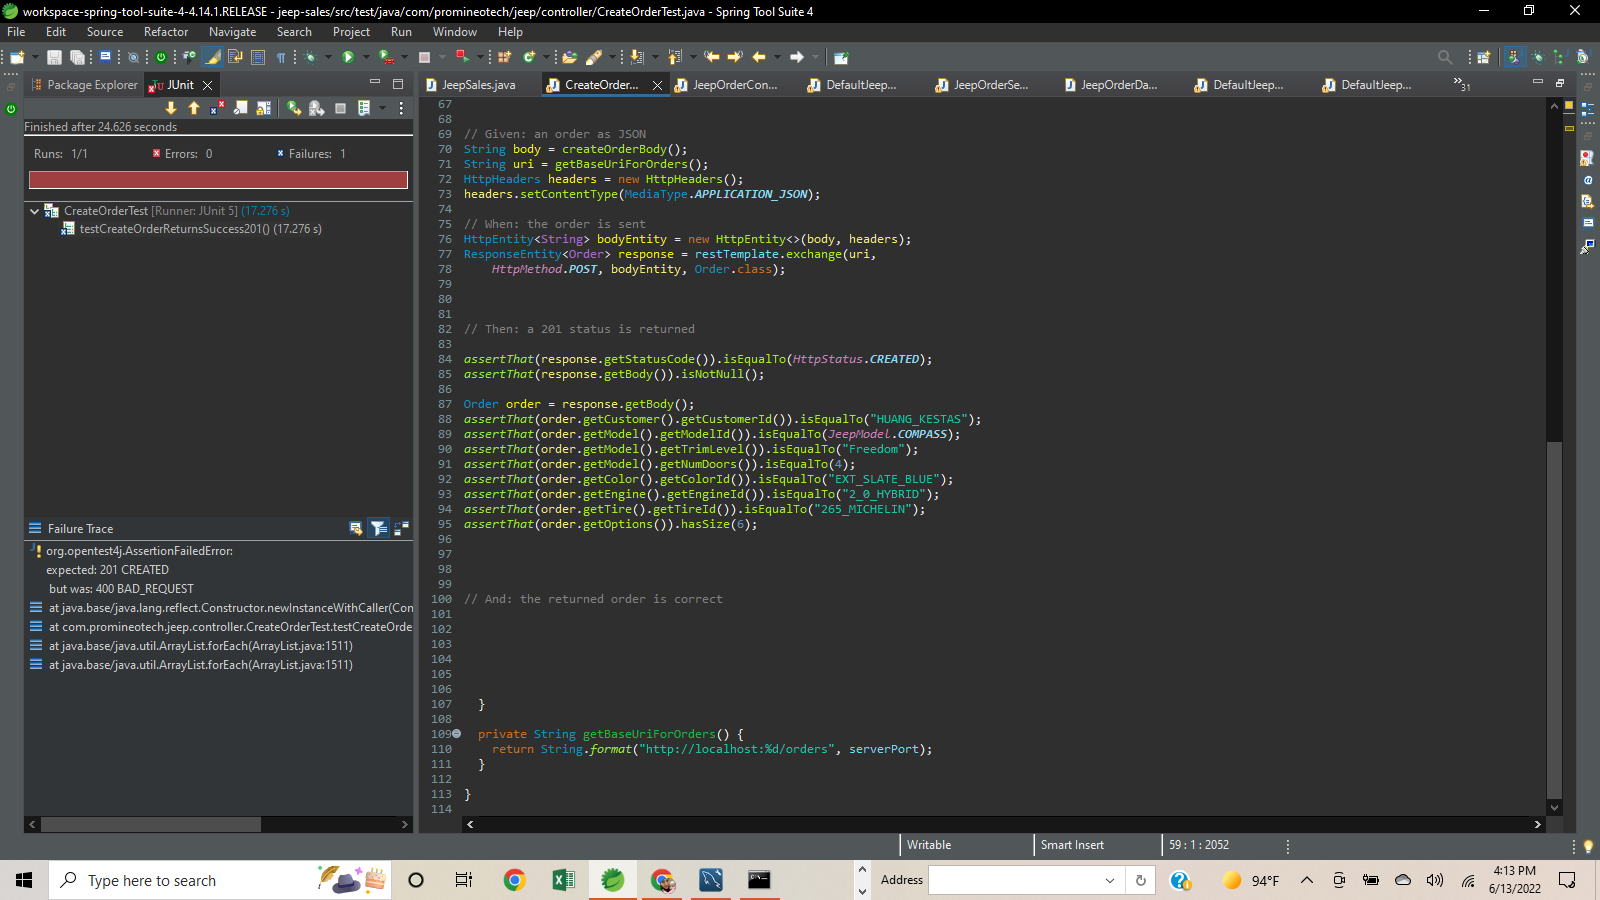 workspace-spring-tool-suite-4-4.14.1.RELEASE - jeep-sales/src/test/java/com/promineotech/jeep/controller/CreateOrderTest.java - Spring Tool Suite 4
File Edit Source Refactor Navigate Search Project Run Window Help
Package Explorer JUnit
JeepSales.java CreateOrder... JeepOrderCon... DefaultJeep... JeepOrderSe... JeepOrderDa... DefaultJeep... DefaultJeep... 31
Finished after 24.626 seconds
Runs: 1/1 Errors: 0 Failures: 1
CreateOrderTest [Runner: JUnit 5] (17.276 s)
testCreateOrderReturnsSuccess201() (17.276 s)
Failure Trace
org.opentest4j.AssertionFailedError:
expected: 201 CREATED
but was: 400 BAD_REQUEST
at java.base/java.lang.reflect.Constructor.newInstanceWithCaller(Con
at com.promineotech.jeep.controller.CreateOrderTest.testCreateOrde
at java.base/java.util.ArrayList.forEach(ArrayList.java:1511)
at java.base/java.util.ArrayList.forEach(ArrayList.java:1511)
67
68
69 // Given: an order as JSON
70 String body = createOrderBody();
71 String uri = getBaseUriForOrders();
72 HttpHeaders headers = new HttpHeaders();
73 headers.setContentType(MediaType.APPLICATION_JSON);
74
75 // When: the order is sent
76 HttpEntity<String> bodyEntity = new HttpEntity<>(body, headers);
77 ResponseEntity<Order> response = restTemplate.exchange(uri,
78 HttpMethod.POST, bodyEntity, Order.class);
79
80
81
82 // Then: a 201 status is returned
83
84 assertThat(response.getStatusCode()).isEqualTo(HttpStatus.CREATED);
85 assertThat(response.getBody()).isNotNull();
86
87 Order order = response.getBody();
88 assertThat(order.getCustomer().getCustomerId()).isEqualTo("HUANG_KESTAS");
89 assertThat(order.getModel().getModelId()).isEqualTo(JeepModel.COMPASS);
90 assertThat(order.getModel().getTrimLevel()).isEqualTo("Freedom");
91 assertThat(order.getModel().getNumDoors()).isEqualTo(4);
92 assertThat(order.getColor().getColorId()).isEqualTo("EXT_SLATE_BLUE");
93 assertThat(order.getEngine().getEngineId()).isEqualTo("2_0_HYBRID");
94 assertThat(order.getTire().getTireId()).isEqualTo("265_MICHELIN");
95 assertThat(order.getOptions()).hasSize(6);
96
97
98
99
100 // And: the returned order is correct
101
102
103
104
105
106
107 }
108
109 private String getBaseUriForOrders() {
110 return String.format("http://localhost:%d/orders", serverPort);
111 }
112
113 }
114
Writable Smart Insert 59 : 1 : 2052
Type here to search Address 94°F 4:13 PM
6/13/2022